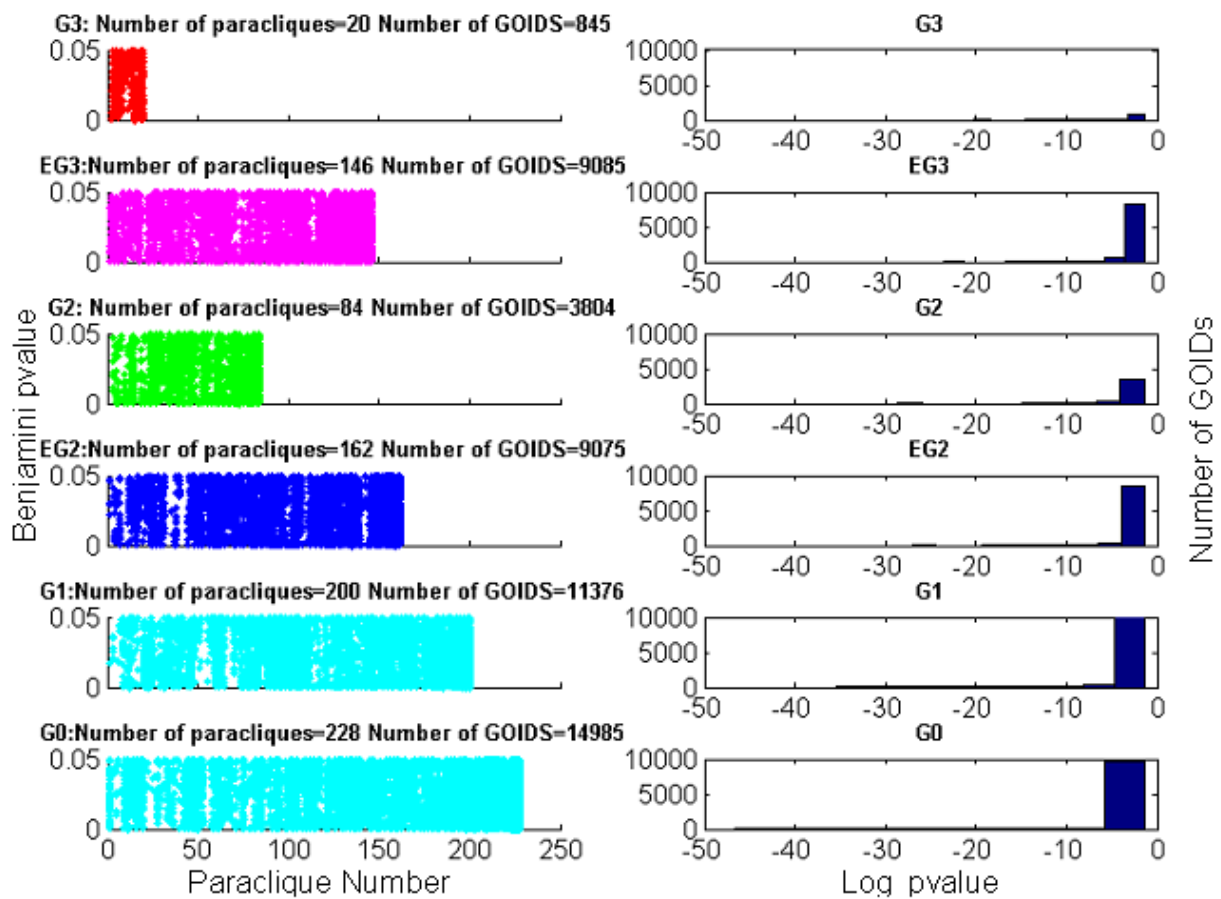 G3: Number of paracliques=20 Number of GOIDS=845
0.05
0
0 50 100 150 200 250
G3
10000
5000
0
-50 -40 -30 -20 -10 0
EG3:Number of paracliques=146 Number of GOIDS=9085
0.05
0
EG3
10000
5000
0
-50 -40 -30 -20 -10 0
G2: Number of paracliques=84 Number of GOIDS=3804
0.05
0
G2
10000
5000
0
-50 -40 -30 -20 -10 0
EG2:Number of paracliques=162 Number of GOIDS=9075
0.05
0
EG2
10000
5000
0
-50 -40 -30 -20 -10 0
G1:Number of paracliques=200 Number of GOIDS=11376
0.05
0
G1
10000
5000
0
-50 -40 -30 -20 -10 0
G0:Number of paracliques=228 Number of GOIDS=14985
0.05
0
0 50 100 150 200 250
G0
10000
5000
0
-50 -40 -30 -20 -10 0
Benjamini pvalue
Paraclique Number
Log pvalue
Number of GOIDs